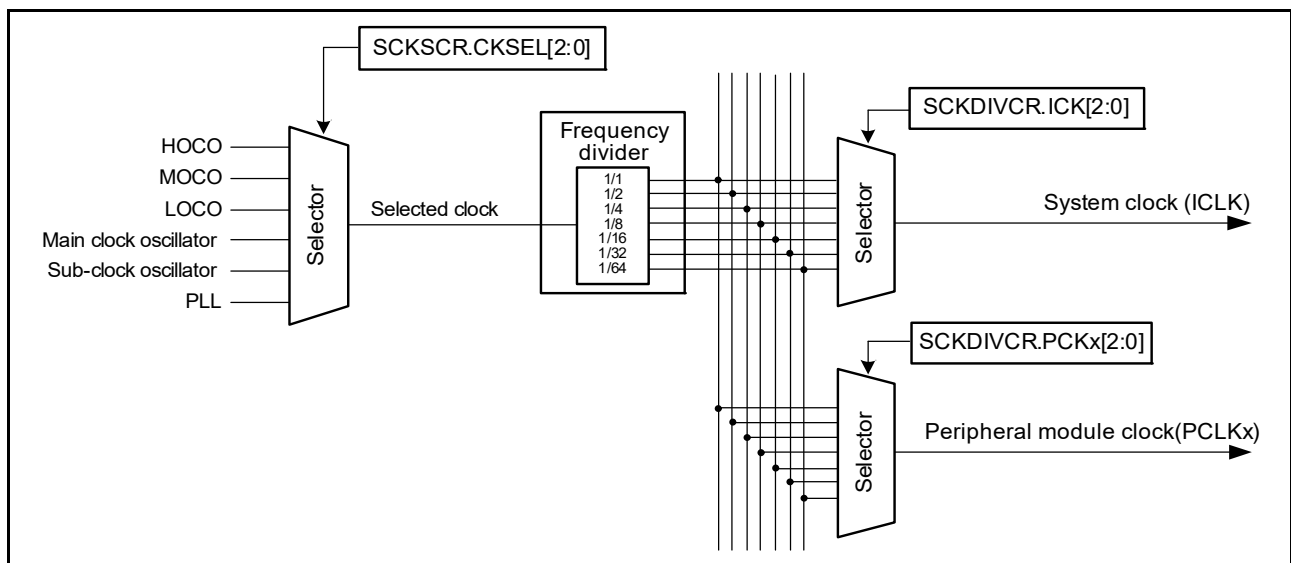 SCKSCR.CKSEL[2:0]
HOCO
MOCO
LOCO
Main clock oscillator
Sub-clock oscillator
PLL
Selector
Selected clock
Frequency
divider
1/1
1/2
1/4
1/8
1/16
1/32
1/64
SCKDIVCR.ICK[2:0]
Selector
System clock (ICLK)
SCKDIVCR.PCKx[2:0]
Selector
Peripheral module clock(PCLKx)